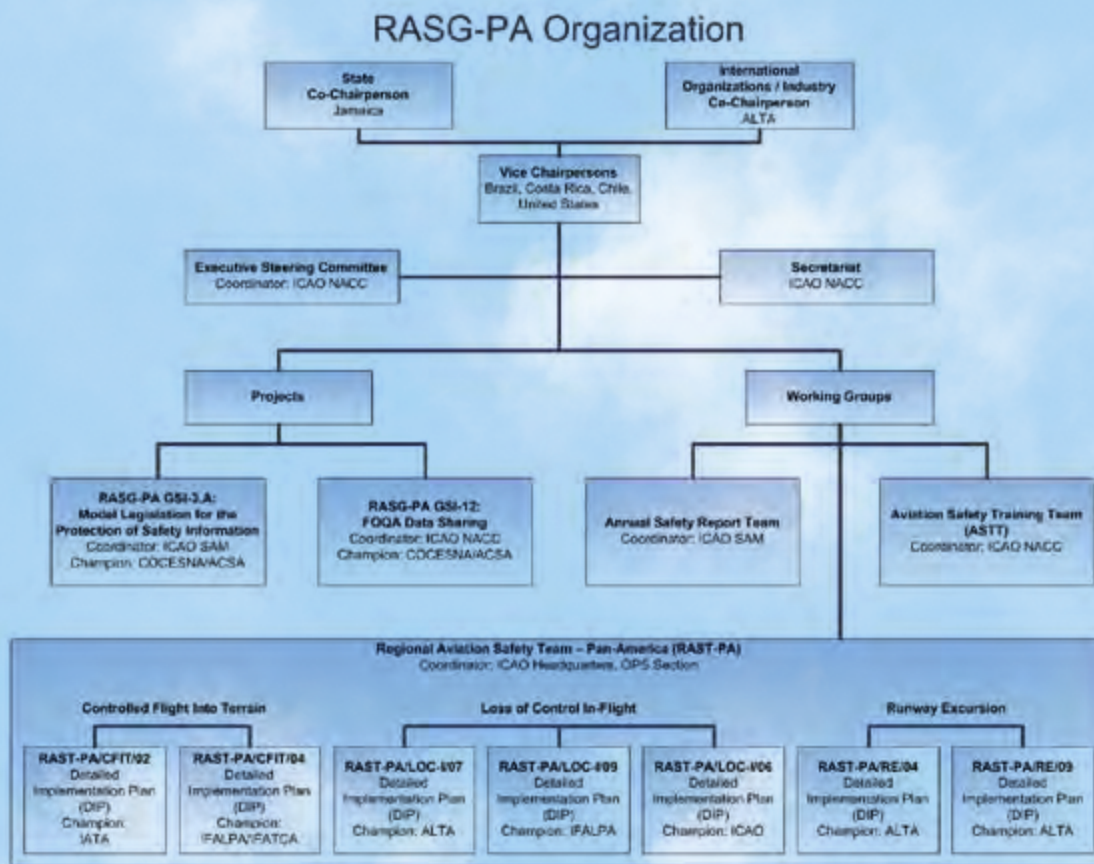 RASG-PA Organization
State
Co-Chairperson
Jamaica
International
Organizations / Industry
Co-Chairperson
ALTA
Vice Chairpersons
Brazil, Costa Rica, Chile,
United States
Executive Steering Committee
Coordinator: ICAO NACC
Secretariat
ICAO NACC
Projects
Working Groups
RASG-PA GSI-3.A:
Model Legislation for the
Protection of Safety Information
Coordinator: ICAO SAM
Champion: COCESNA/ACSA
RASG-PA GSI-12:
FOQA Data Sharing
Coordinator: ICAO NACC
Champion: COCESNA/ACSA
Annual Safety Report Team
Coordinator: ICAO SAM
Aviation Safety Training Team
(ASTT)
Coordinator: ICAO NACC
Regional Aviation Safety Team – Pan-America (RAST-PA)
Coordinator: ICAO Headquarters, OPS Section
Controlled Flight Into Terrain
Loss of Control In-Flight
Runway Excursion
RAST-PA/CFIT/02
Detailed
Implementation Plan
(DIP)
Champion:
IATA
RAST-PA/CFIT/04
Detailed
Implementation Plan
(DIP)
Champion:
IFALPA/IFATCA
RAST-PA/LOC-I/07
Detailed
Implementation Plan
(DIP)
Champion: ALTA
RAST-PA/LOC-I/09
Detailed
Implementation Plan
(DIP)
Champion: IFALPA
RAST-PA/LOC-I/06
Detailed
Implementation Plan
(DIP)
Champion: ICAO
RAST-PA/RE/04
Detailed
Implementation Plan
(DIP)
Champion: ALTA
RAST-PA/RE/09
Detailed
Implementation Plan
(DIP)
Champion: ALTA